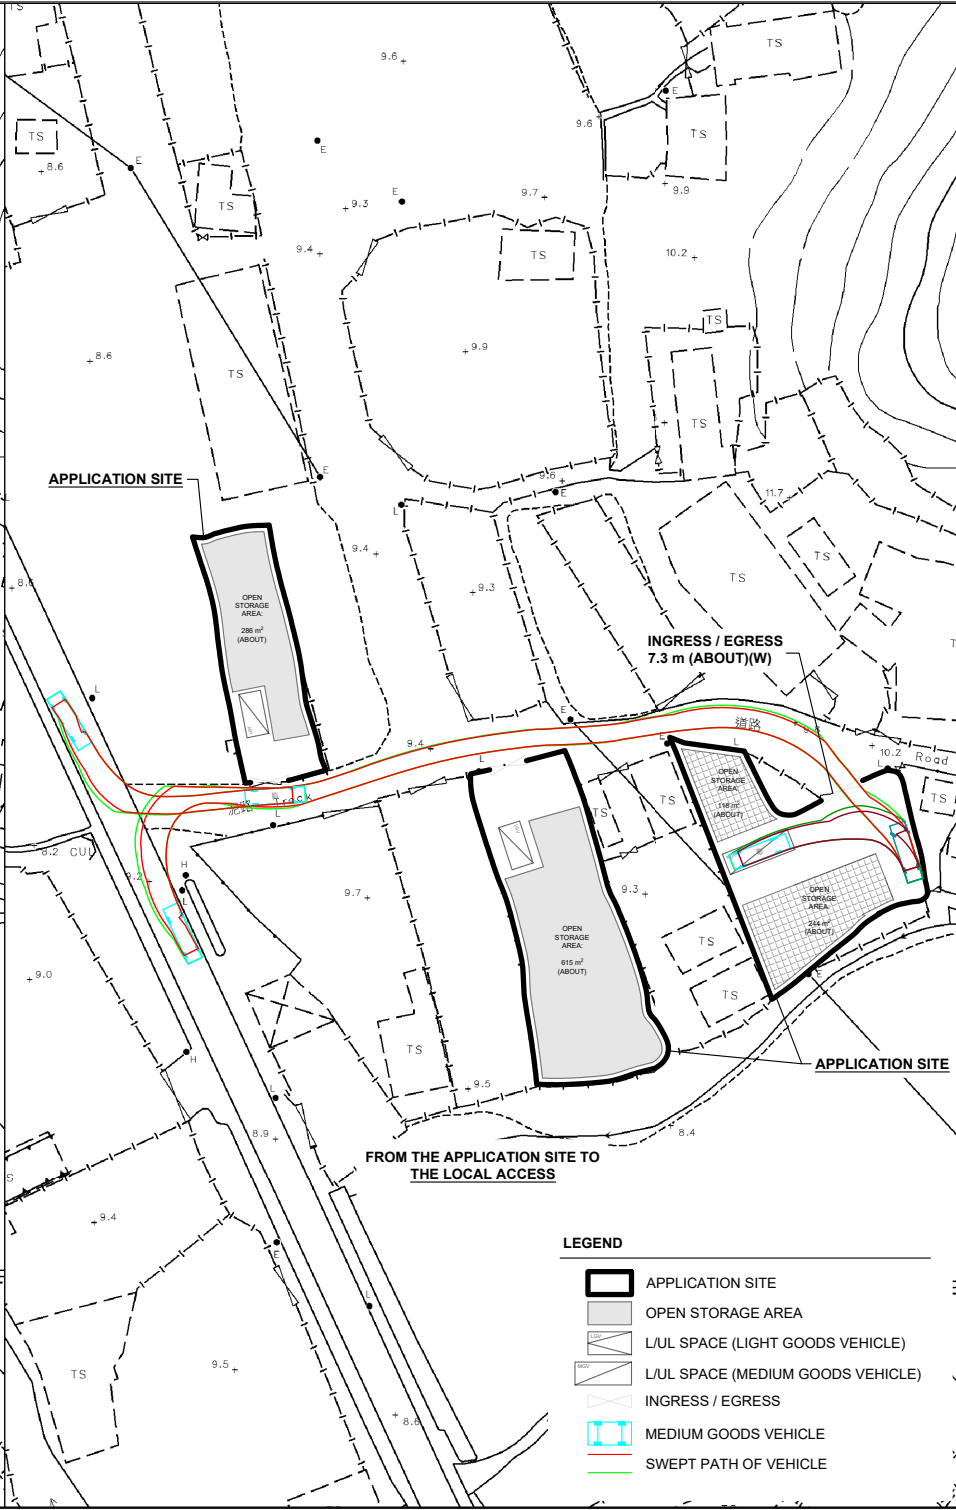 TS
9.6
TS
E
E
TS
8.6
E
9.6
TS
E
9.7
9.9
TS
9.3
9.4
TS
10.2
TS
8.6
9.9
TS
TS
APPLICATION SITE
E
9.6
E
11.7
L
9.4
TS
8.6
9.3
TS
OPEN
STORAGE
AREA:
286 m²
(ABOUT)
INGRESS / EGRESS
7.3 m (ABOUT)(W)
L
E
道路
9.8
9.4
E
L
10.2
Road
L
L
OPEN
STORAGE
AREA:
118 m²
(ABOUT)
TS
TS
TS
Track
L
8.2
CUL
9.2
H
L
9.7
9.3
OPEN
STORAGE
AREA:
244 m²
(ABOUT)
OPEN
STORAGE
AREA:
615 m²
(ABOUT)
TS
9.0
E
TS
H
TS
APPLICATION SITE
L
9.5
8.9
8.4
FROM THE APPLICATION SITE TO
THE LOCAL ACCESS
S
9.4
E
LEGEND
APPLICATION SITE
L
OPEN STORAGE AREA
LGV
L/UL SPACE (LIGHT GOODS VEHICLE)
TS
9.5
MGV
L/UL SPACE (MEDIUM GOODS VEHICLE)
INGRESS / EGRESS
8.6
MEDIUM GOODS VEHICLE
SWEPT PATH OF VEHICLE